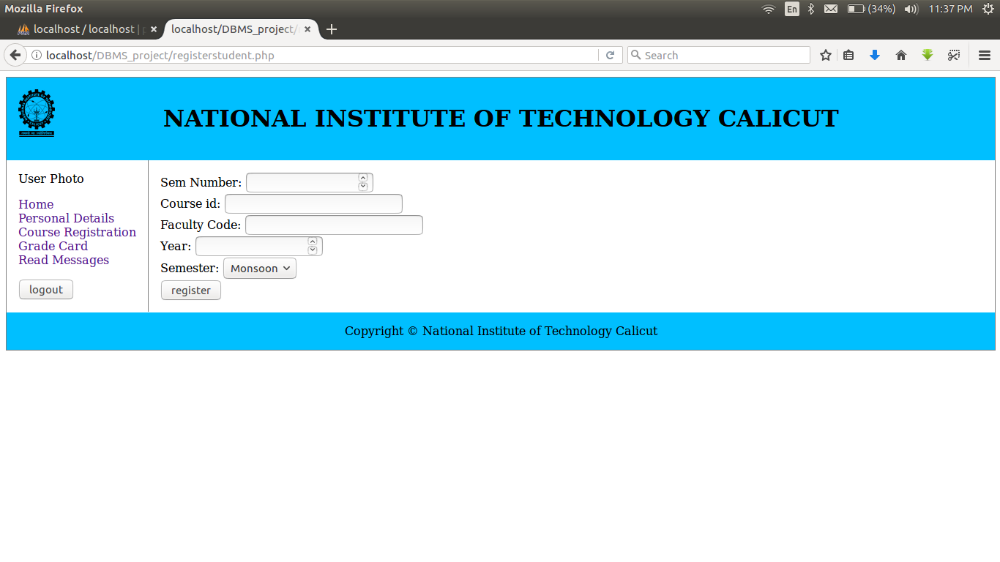 Mozilla Firefox
En
(34%)
11:37 PM
localhost / localhost |
localhost/DBMS_project/
localhost/DBMS_project/registerstudent.php
Search
NATIONAL INSTITUTE OF TECHNOLOGY CALICUT
User Photo
Home
Personal Details
Course Registration
Grade Card
Read Messages
logout
Sem Number:
Course id:
Faculty Code:
Year:
Semester: Monsoon
register
Copyright © National Institute of Technology Calicut